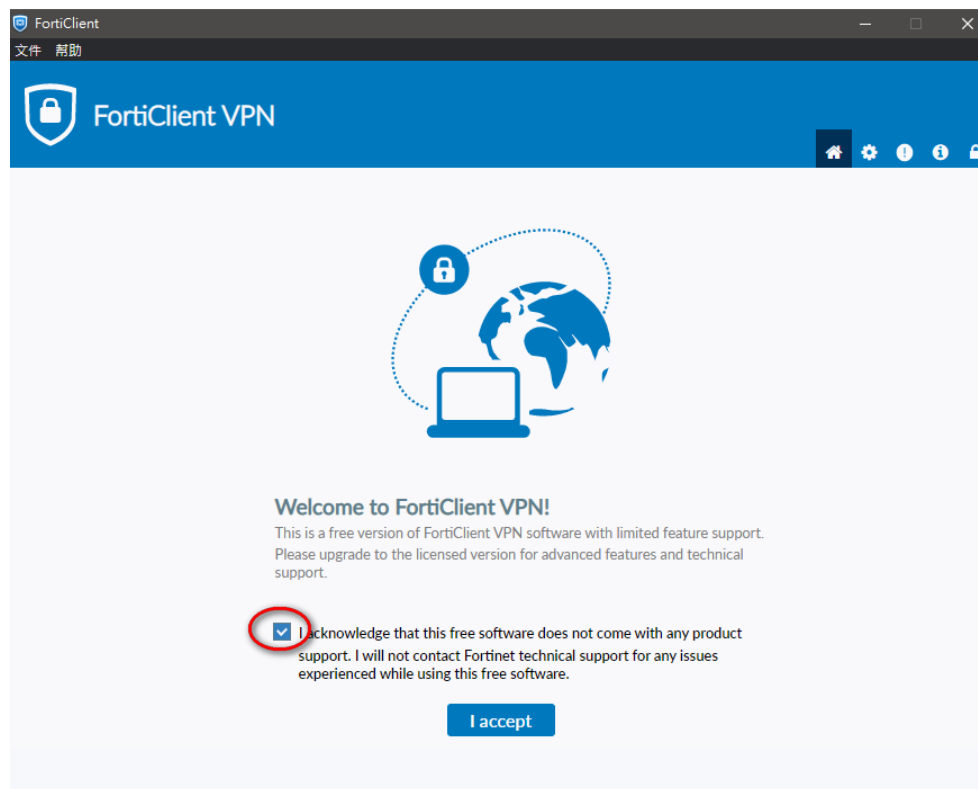 FortiClient
文件 幫助
FortiClient VPN
Welcome to FortiClient VPN!
This is a free version of FortiClient VPN software with limited feature support.
Please upgrade to the licensed version for advanced features and technical
support.
I acknowledge that this free software does not come with any product
support. I will not contact Fortinet technical support for any issues
experienced while using this free software.
I accept